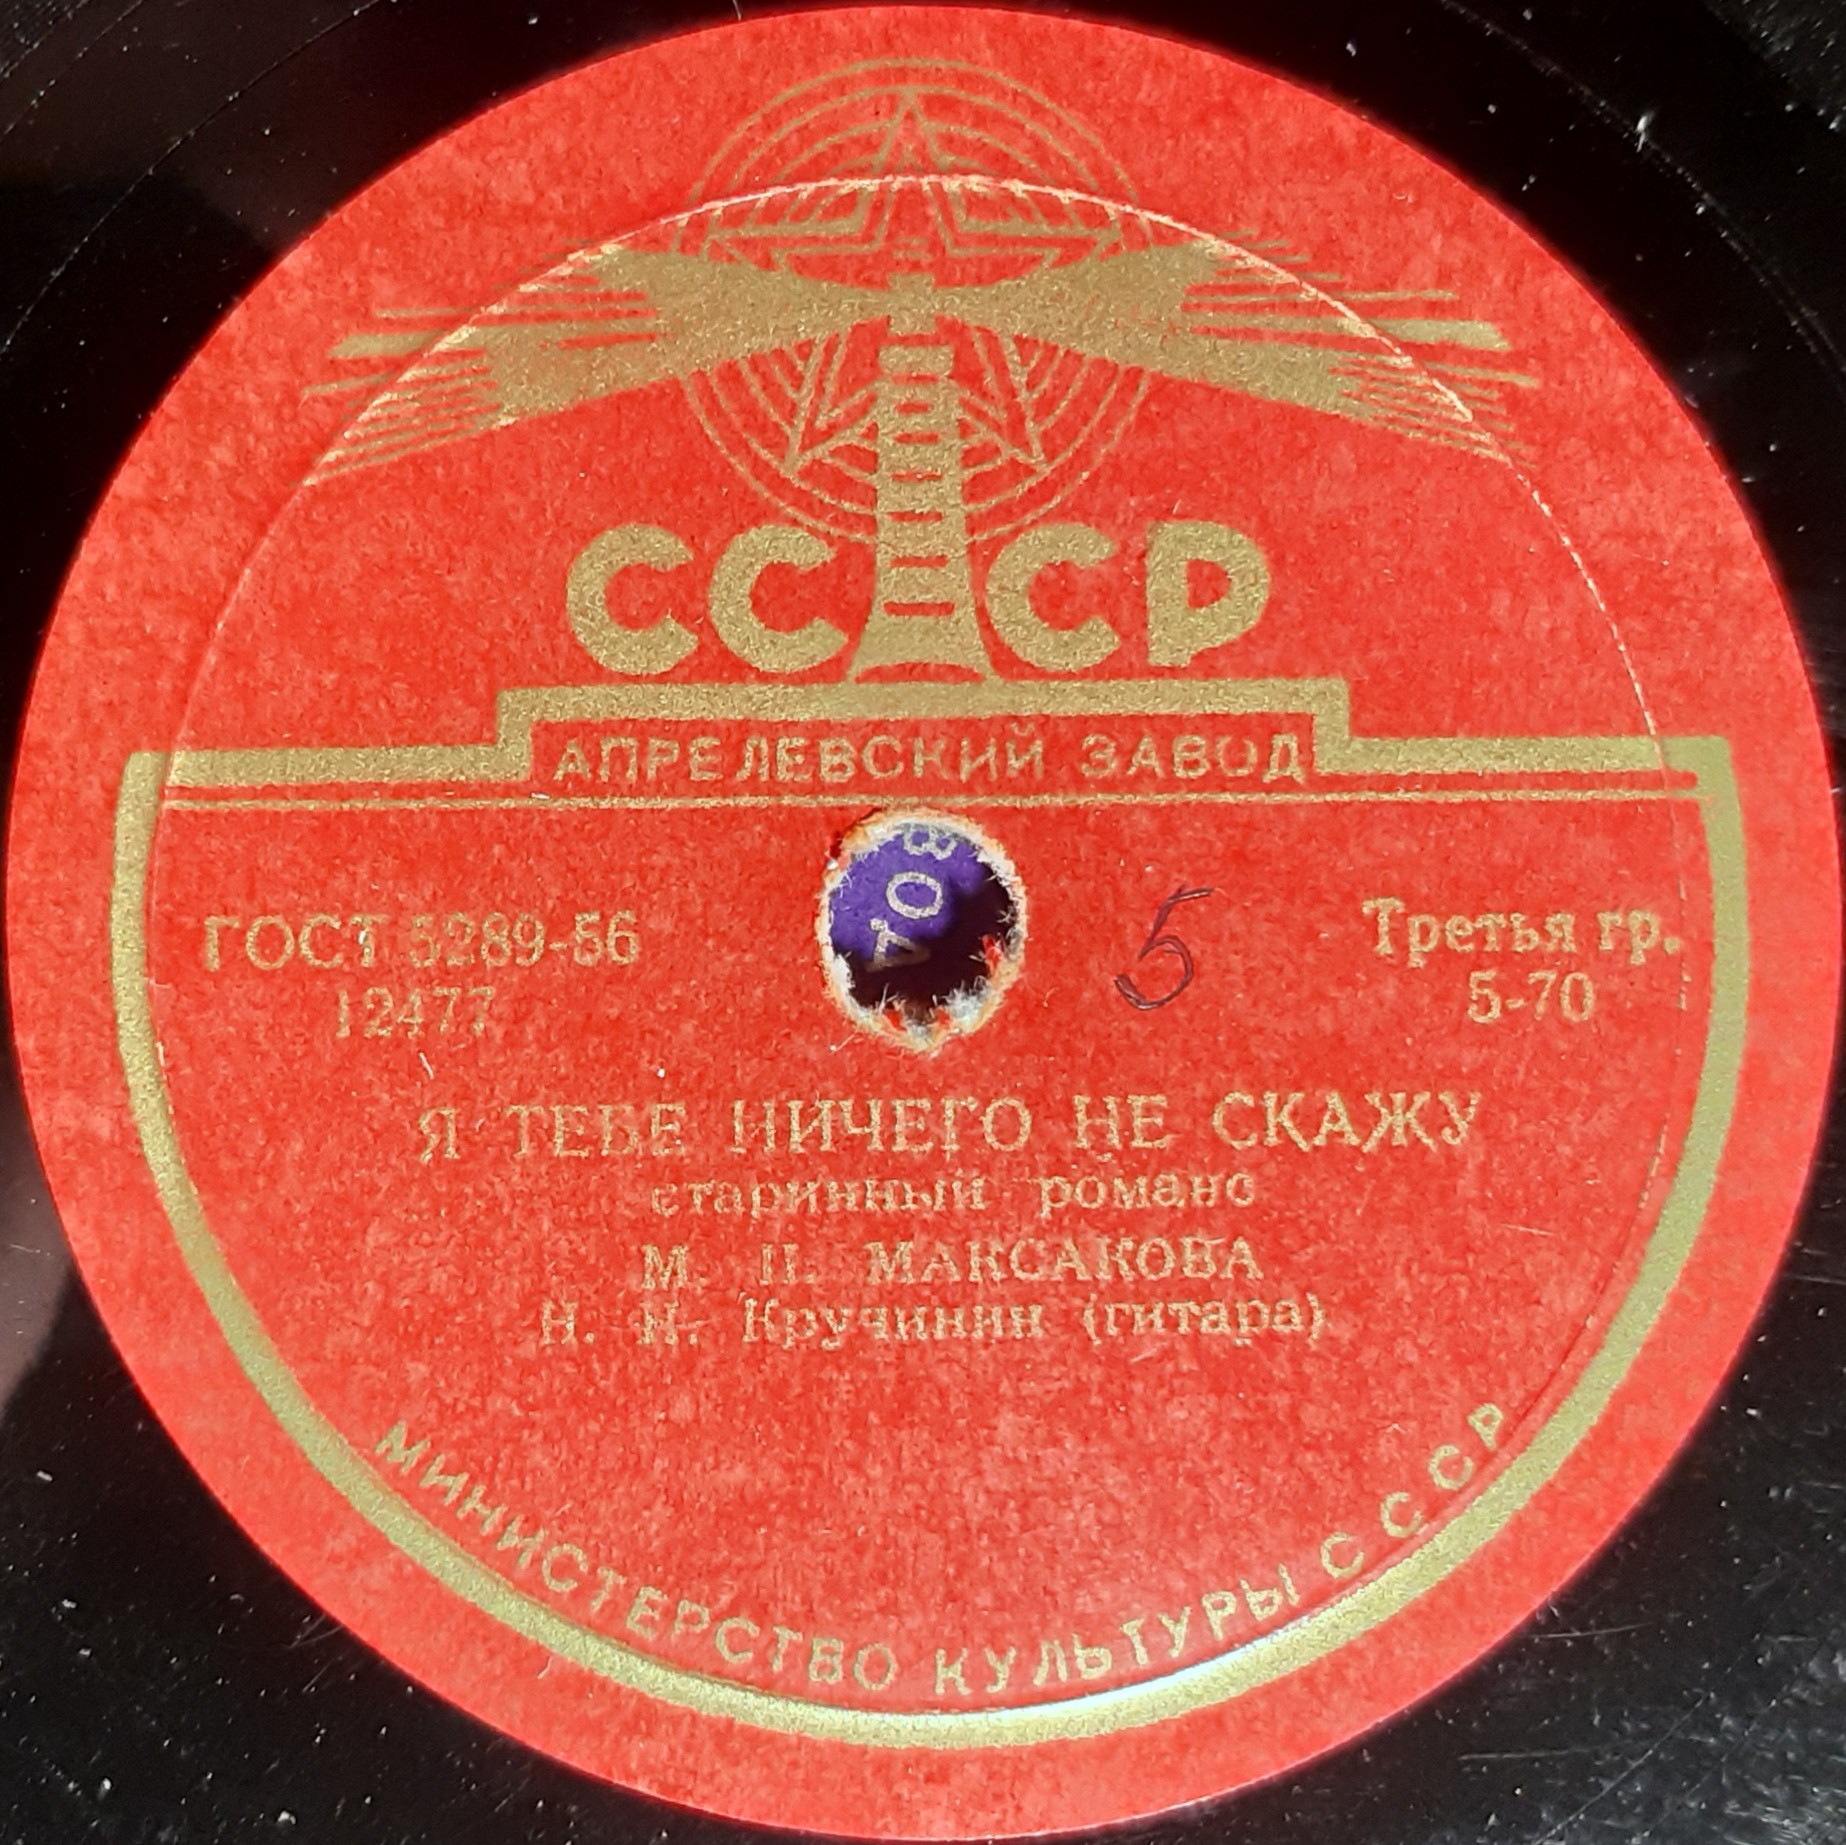 СССР
АПРЕЛЕВСКИЙ ЗАВОД
ГОСТ 5289-56
12477
5
Третья гр.
5-70
Я ТЕБЕ НИЧЕГО НЕ СКАЖУ
старинный романс
М. П. МАКСАКОВА
Н. Н. Кручинин (гитара)
МИНИСТЕРСТВО КУЛЬТУРЫ СССР